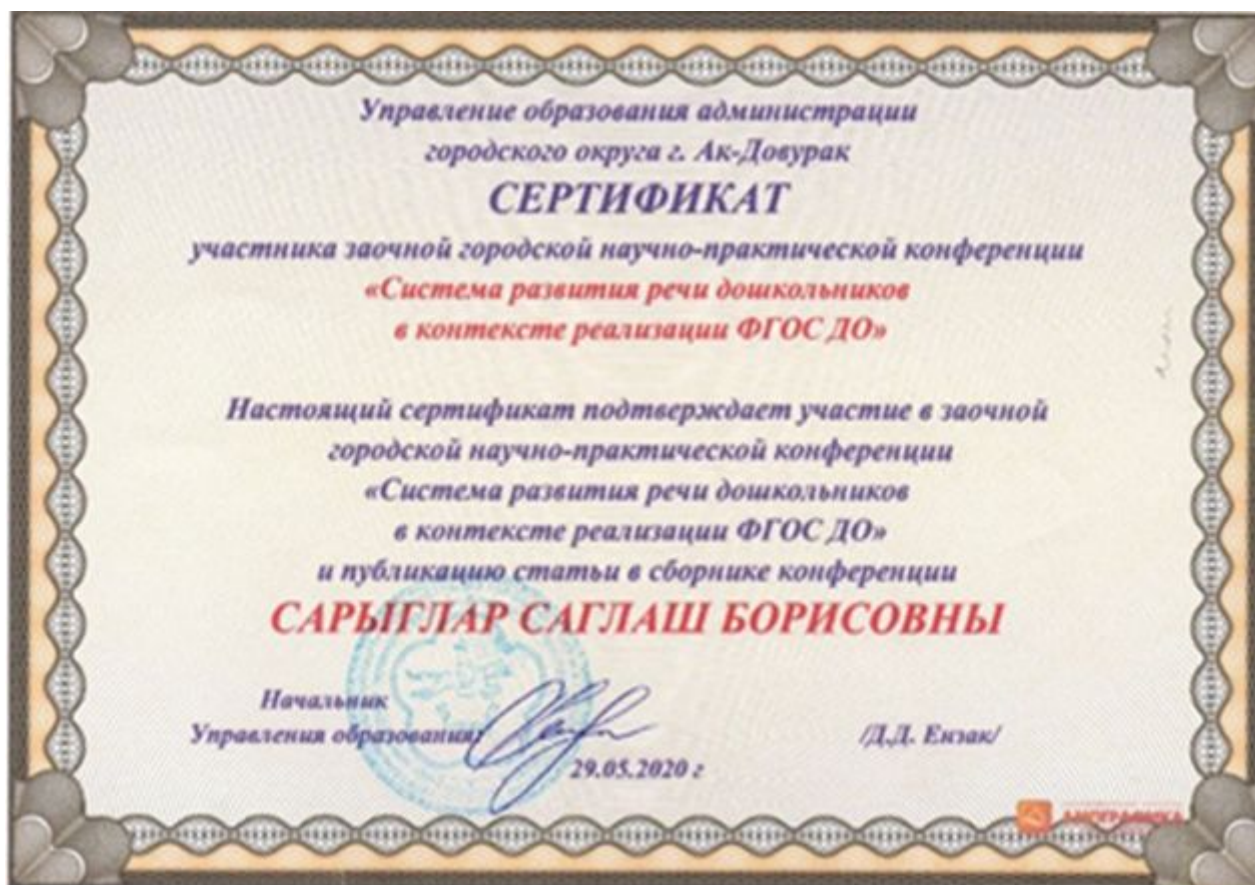 Управление образования администрации
городского округа г. Ак-Довурак
СЕРТИФИКАТ
участника заочной городской научно-практической конференции
«Система развития речи дошкольников
в контексте реализации ФГОС ДО»
Настоящий сертификат подтверждает участие в заочной
городской научно-практической конференции
«Система развития речи дошкольников
в контексте реализации ФГОС ДО»
и публикацию статьи в сборнике конференции
САРЫГЛАР САГЛАШ БОРИСОВНЫ
Начальник
Управления образования: /Д.Д. Ензак/
29.05.2020 г